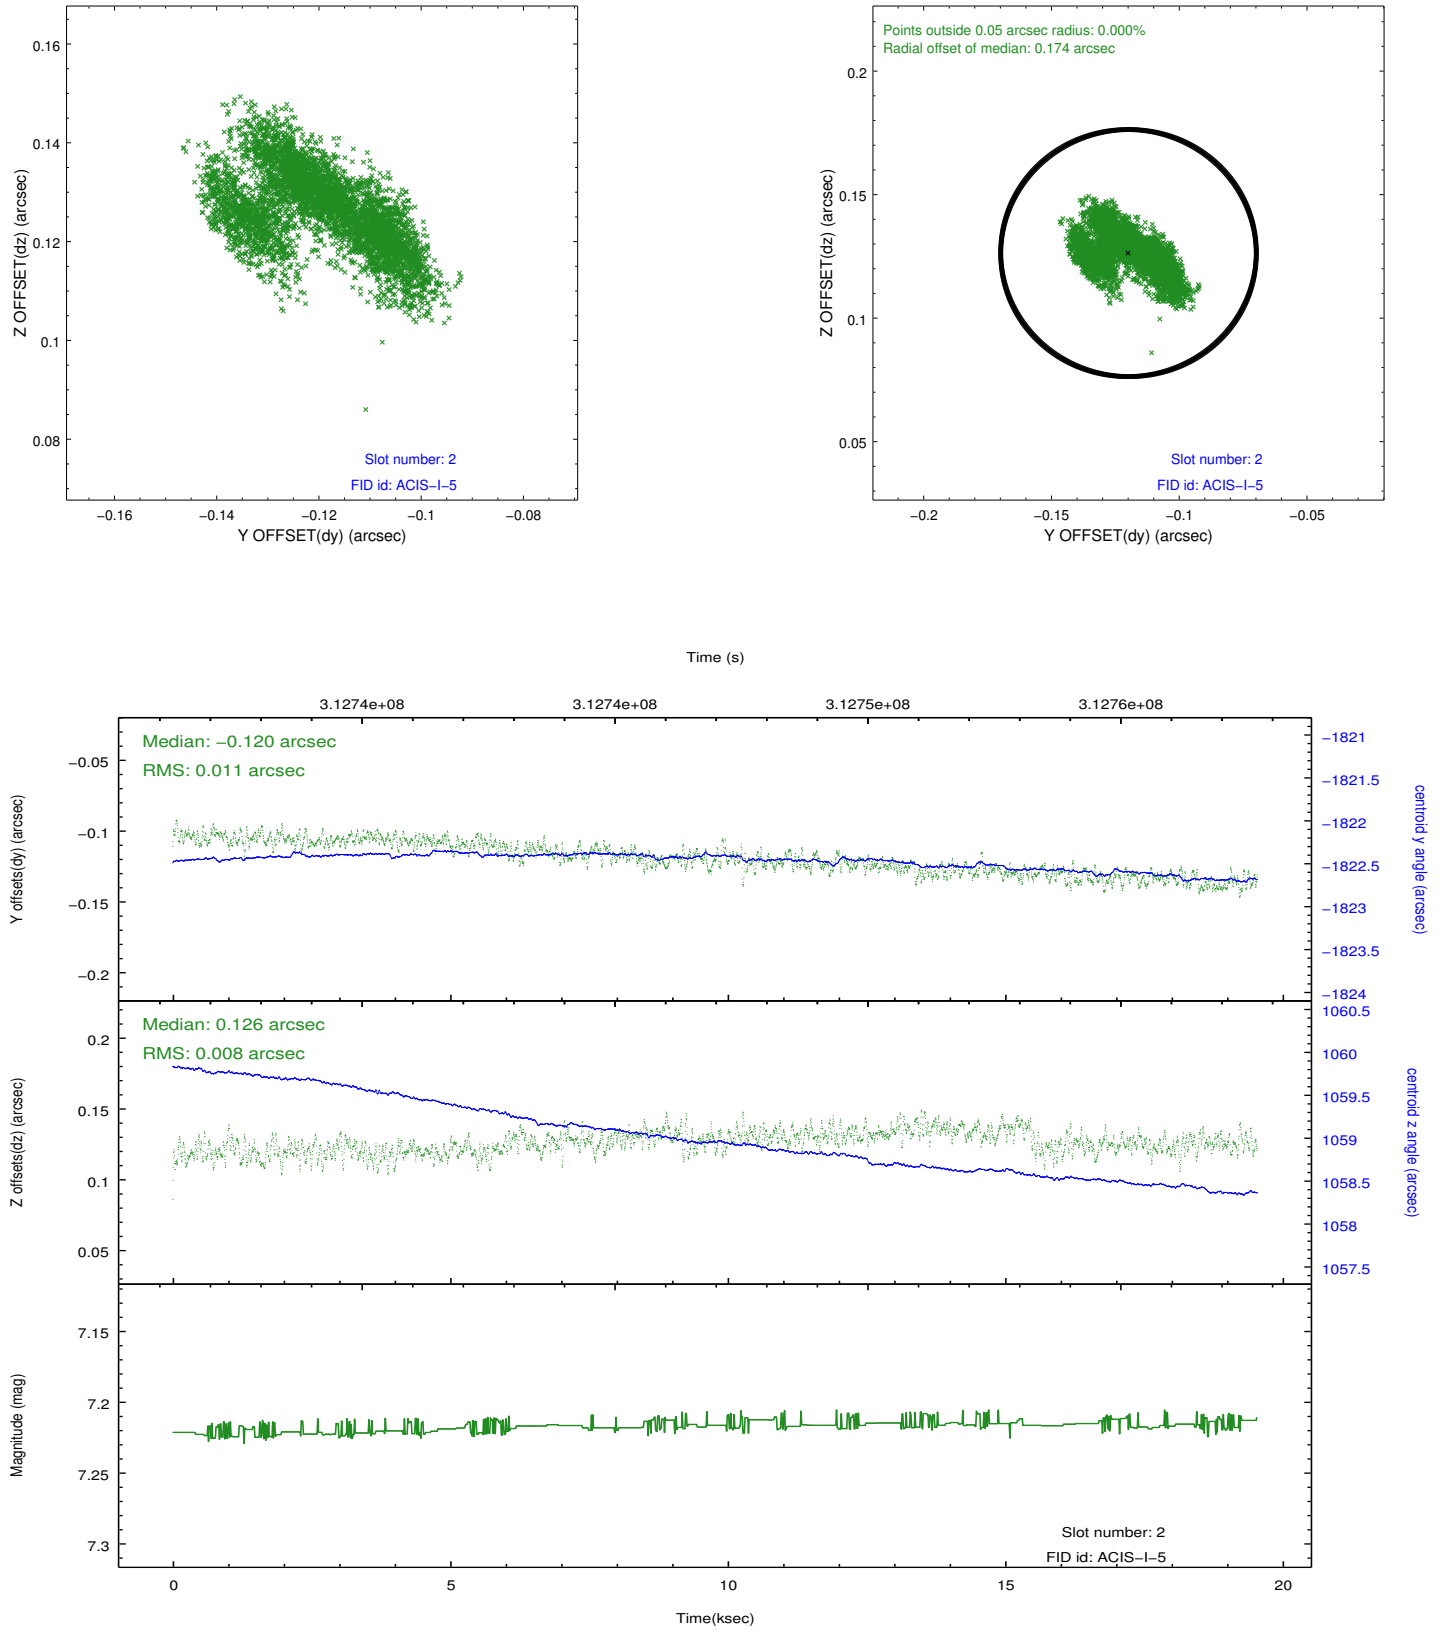 0.16
0.14
0.12
0.1
0.08
Z OFFSET(dz) (arcsec)
Slot number: 2
FID id: ACIS−I−5
−0.16 −0.14 −0.12 −0.1 −0.08
Y OFFSET(dy) (arcsec)
Points outside 0.05 arcsec radius: 0.000%
Radial offset of median: 0.174 arcsec
0.2
0.15
0.1
0.05
Z OFFSET(dz) (arcsec)
Slot number: 2
FID id: ACIS−I−5
−0.2 −0.15 −0.1 −0.05
Y OFFSET(dy) (arcsec)
Time (s)
3.1274e+08 3.1274e+08 3.1275e+08 3.1276e+08
Median: −0.120 arcsec
RMS: 0.011 arcsec
−0.05
−0.1
−0.15
−0.2
Y offsets(dy) (arcsec)
−1821
−1821.5
−1822
−1822.5
−1823
−1823.5
−1824
centroid y angle (arcsec)
Median: 0.126 arcsec
RMS: 0.008 arcsec
0.2
0.15
0.1
0.05
Z offsets(dz) (arcsec)
1060.5
1060
1059.5
1059
1058.5
1058
1057.5
centroid z angle (arcsec)
7.15
7.2
7.25
7.3
Magnitude (mag)
Slot number: 2
FID id: ACIS−I−5
0 5 10 15 20
Time(ksec)